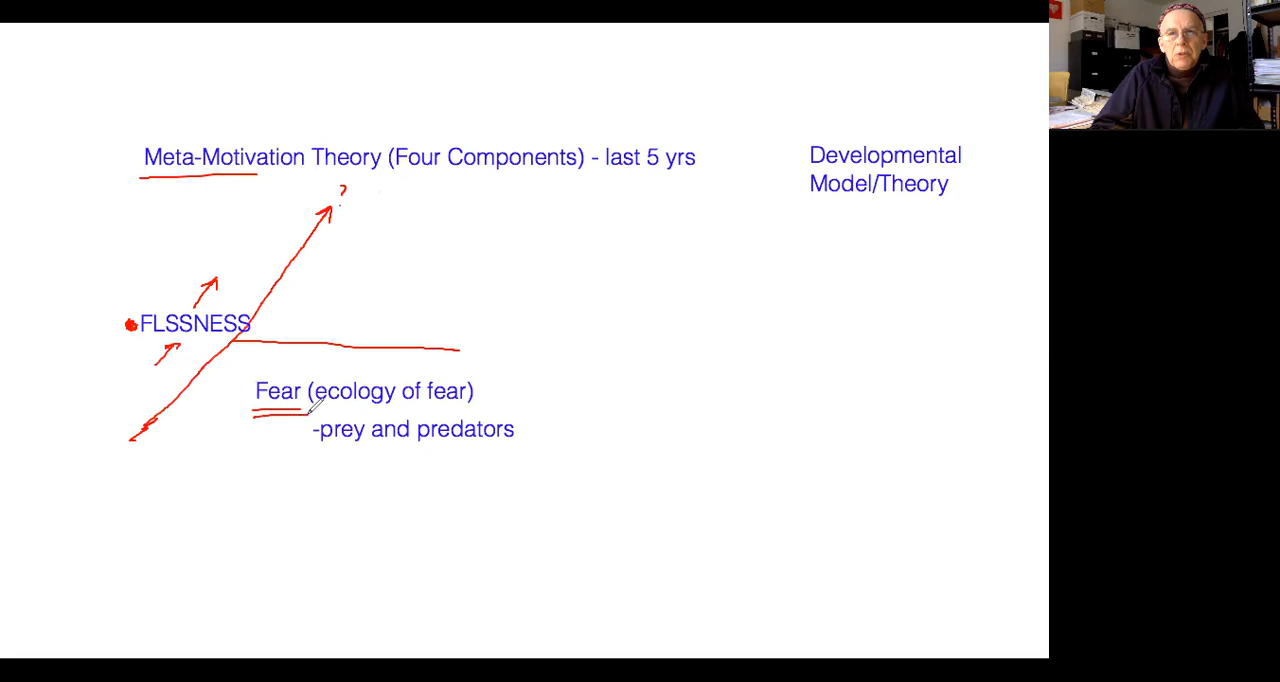 Meta-Motivation Theory (Four Components) - last 5 yrs
Developmental
Model/Theory
?
FLSSNESS
Fear (ecology of fear)
-prey and predators